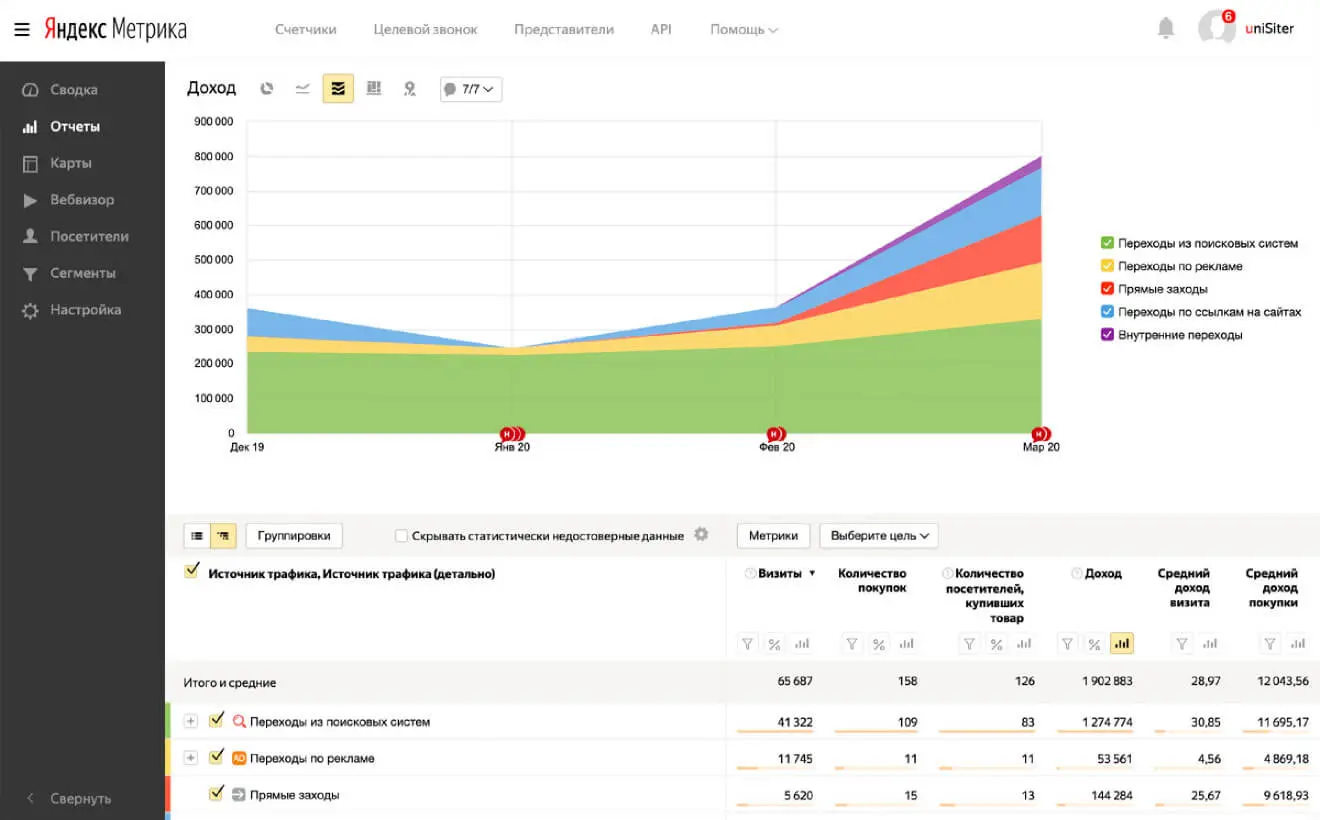 Яндекс Метрика
Счетчики
Целевой звонок
Представители
API
Помощь
6
uniSiter
Сводка
Отчеты
Карты
Вебвизор
Посетители
Сегменты
Настройка
Свернуть
Доход
7/7
900 000
800 000
700 000
600 000
500 000
400 000
300 000
200 000
100 000
0
Дек 19
Янв 20
Фев 20
Мар 20
Н
Н
Н
Переходы из поисковых систем
Переходы по рекламе
Прямые заходы
Переходы по ссылкам на сайтах
Внутренние переходы
Группировки
Скрывать статистически недостоверные данные
Метрики
Выберите цель
Источник трафика, Источник трафика (детально)
? Визиты ▼
Количество
покупок
Количество
посетителей,
купивших
товар
? Доход
Средний
доход
визита
Средний
доход
покупки
% % % %
Итого и средние 65 687 158 126 1 902 883 28,97 12 043,56
+ Переходы из поисковых систем 41 322 109 83 1 274 774 30,85 11 695,17
+ AD Переходы по рекламе 11 745 11 11 53 561 4,56 4 869,18
Прямые заходы 5 620 15 13 144 284 25,67 9 618,93